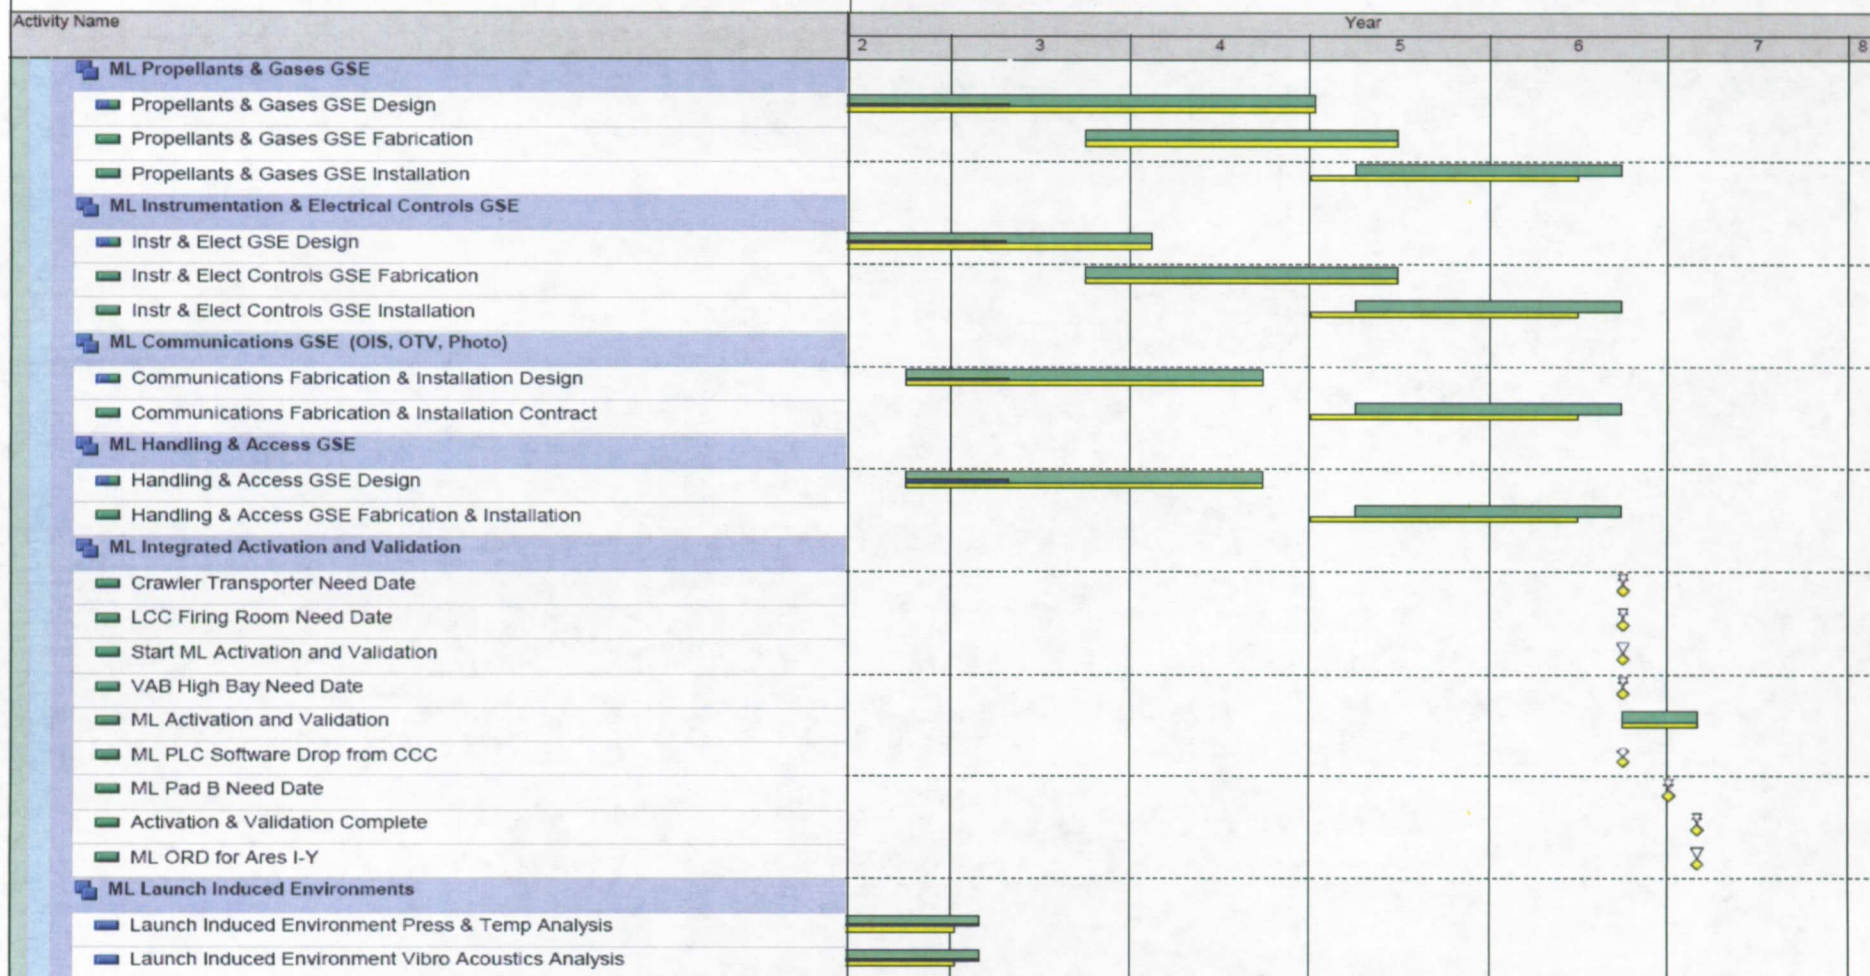 Activity Name Year
2 3 4 5 6 7 8
ML Propellants & Gases GSE
Propellants & Gases GSE Design
Propellants & Gases GSE Fabrication
Propellants & Gases GSE Installation
ML Instrumentation & Electrical Controls GSE
Instr & Elect GSE Design
Instr & Elect Controls GSE Fabrication
Instr & Elect Controls GSE Installation
ML Communications GSE (OIS, OTV, Photo)
Communications Fabrication & Installation Design
Communications Fabrication & Installation Contract
ML Handling & Access GSE
Handling & Access GSE Design
Handling & Access GSE Fabrication & Installation
ML Integrated Activation and Validation
Crawler Transporter Need Date
LCC Firing Room Need Date
Start ML Activation and Validation
VAB High Bay Need Date
ML Activation and Validation
ML PLC Software Drop from CCC
ML Pad B Need Date
Activation & Validation Complete
ML ORD for Ares I-Y
ML Launch Induced Environments
Launch Induced Environment Press & Temp Analysis
Launch Induced Environment Vibro Acoustics Analysis